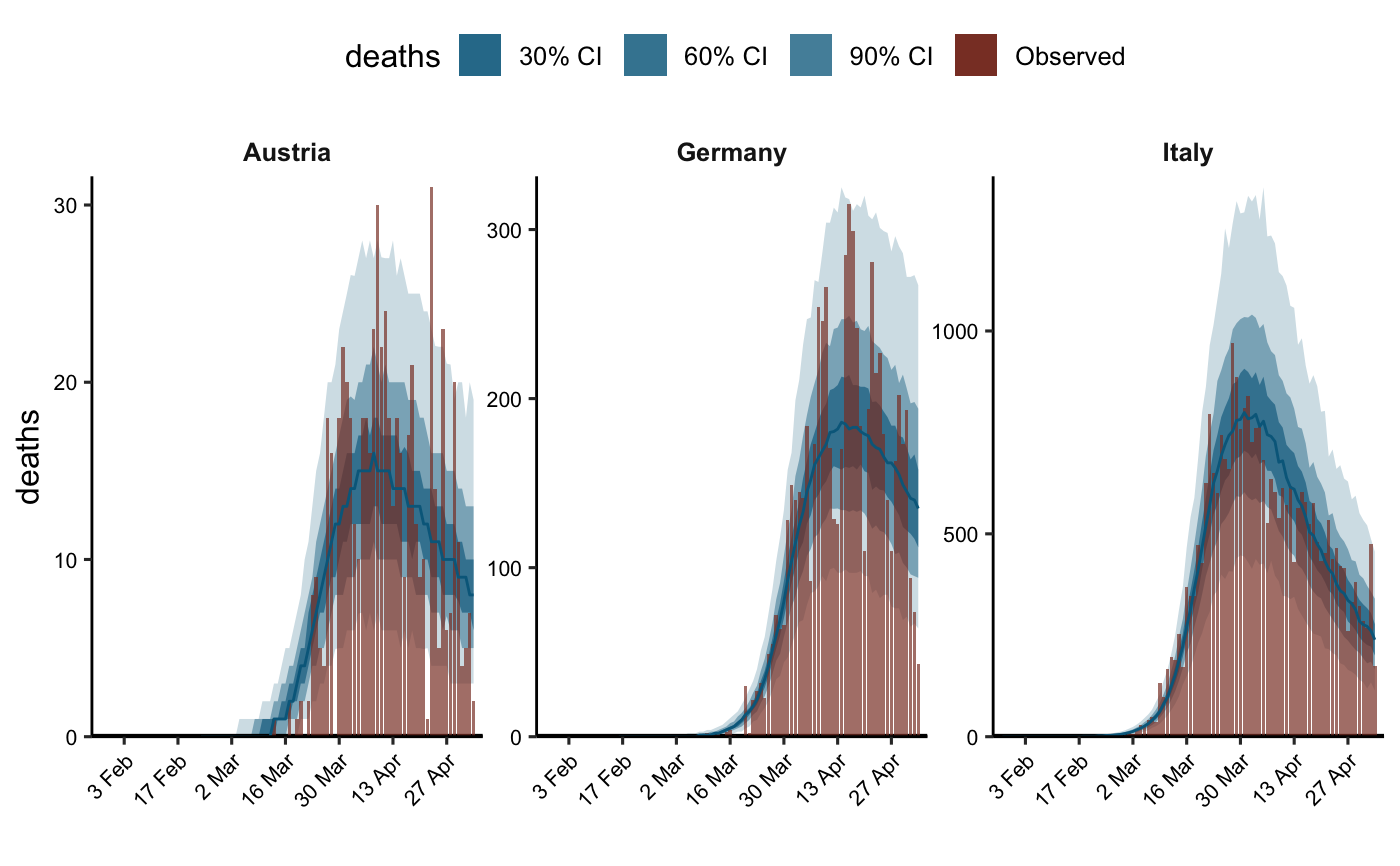 deaths 30% CI 60% CI 90% CI Observed
Austria Germany Italy
deaths
30
20
10
0
3 Feb 17 Feb 2 Mar 16 Mar 30 Mar 13 Apr 27 Apr
300
200
100
0
3 Feb 17 Feb 2 Mar 16 Mar 30 Mar 13 Apr 27 Apr
1000
500
0
3 Feb 17 Feb 2 Mar 16 Mar 30 Mar 13 Apr 27 Apr